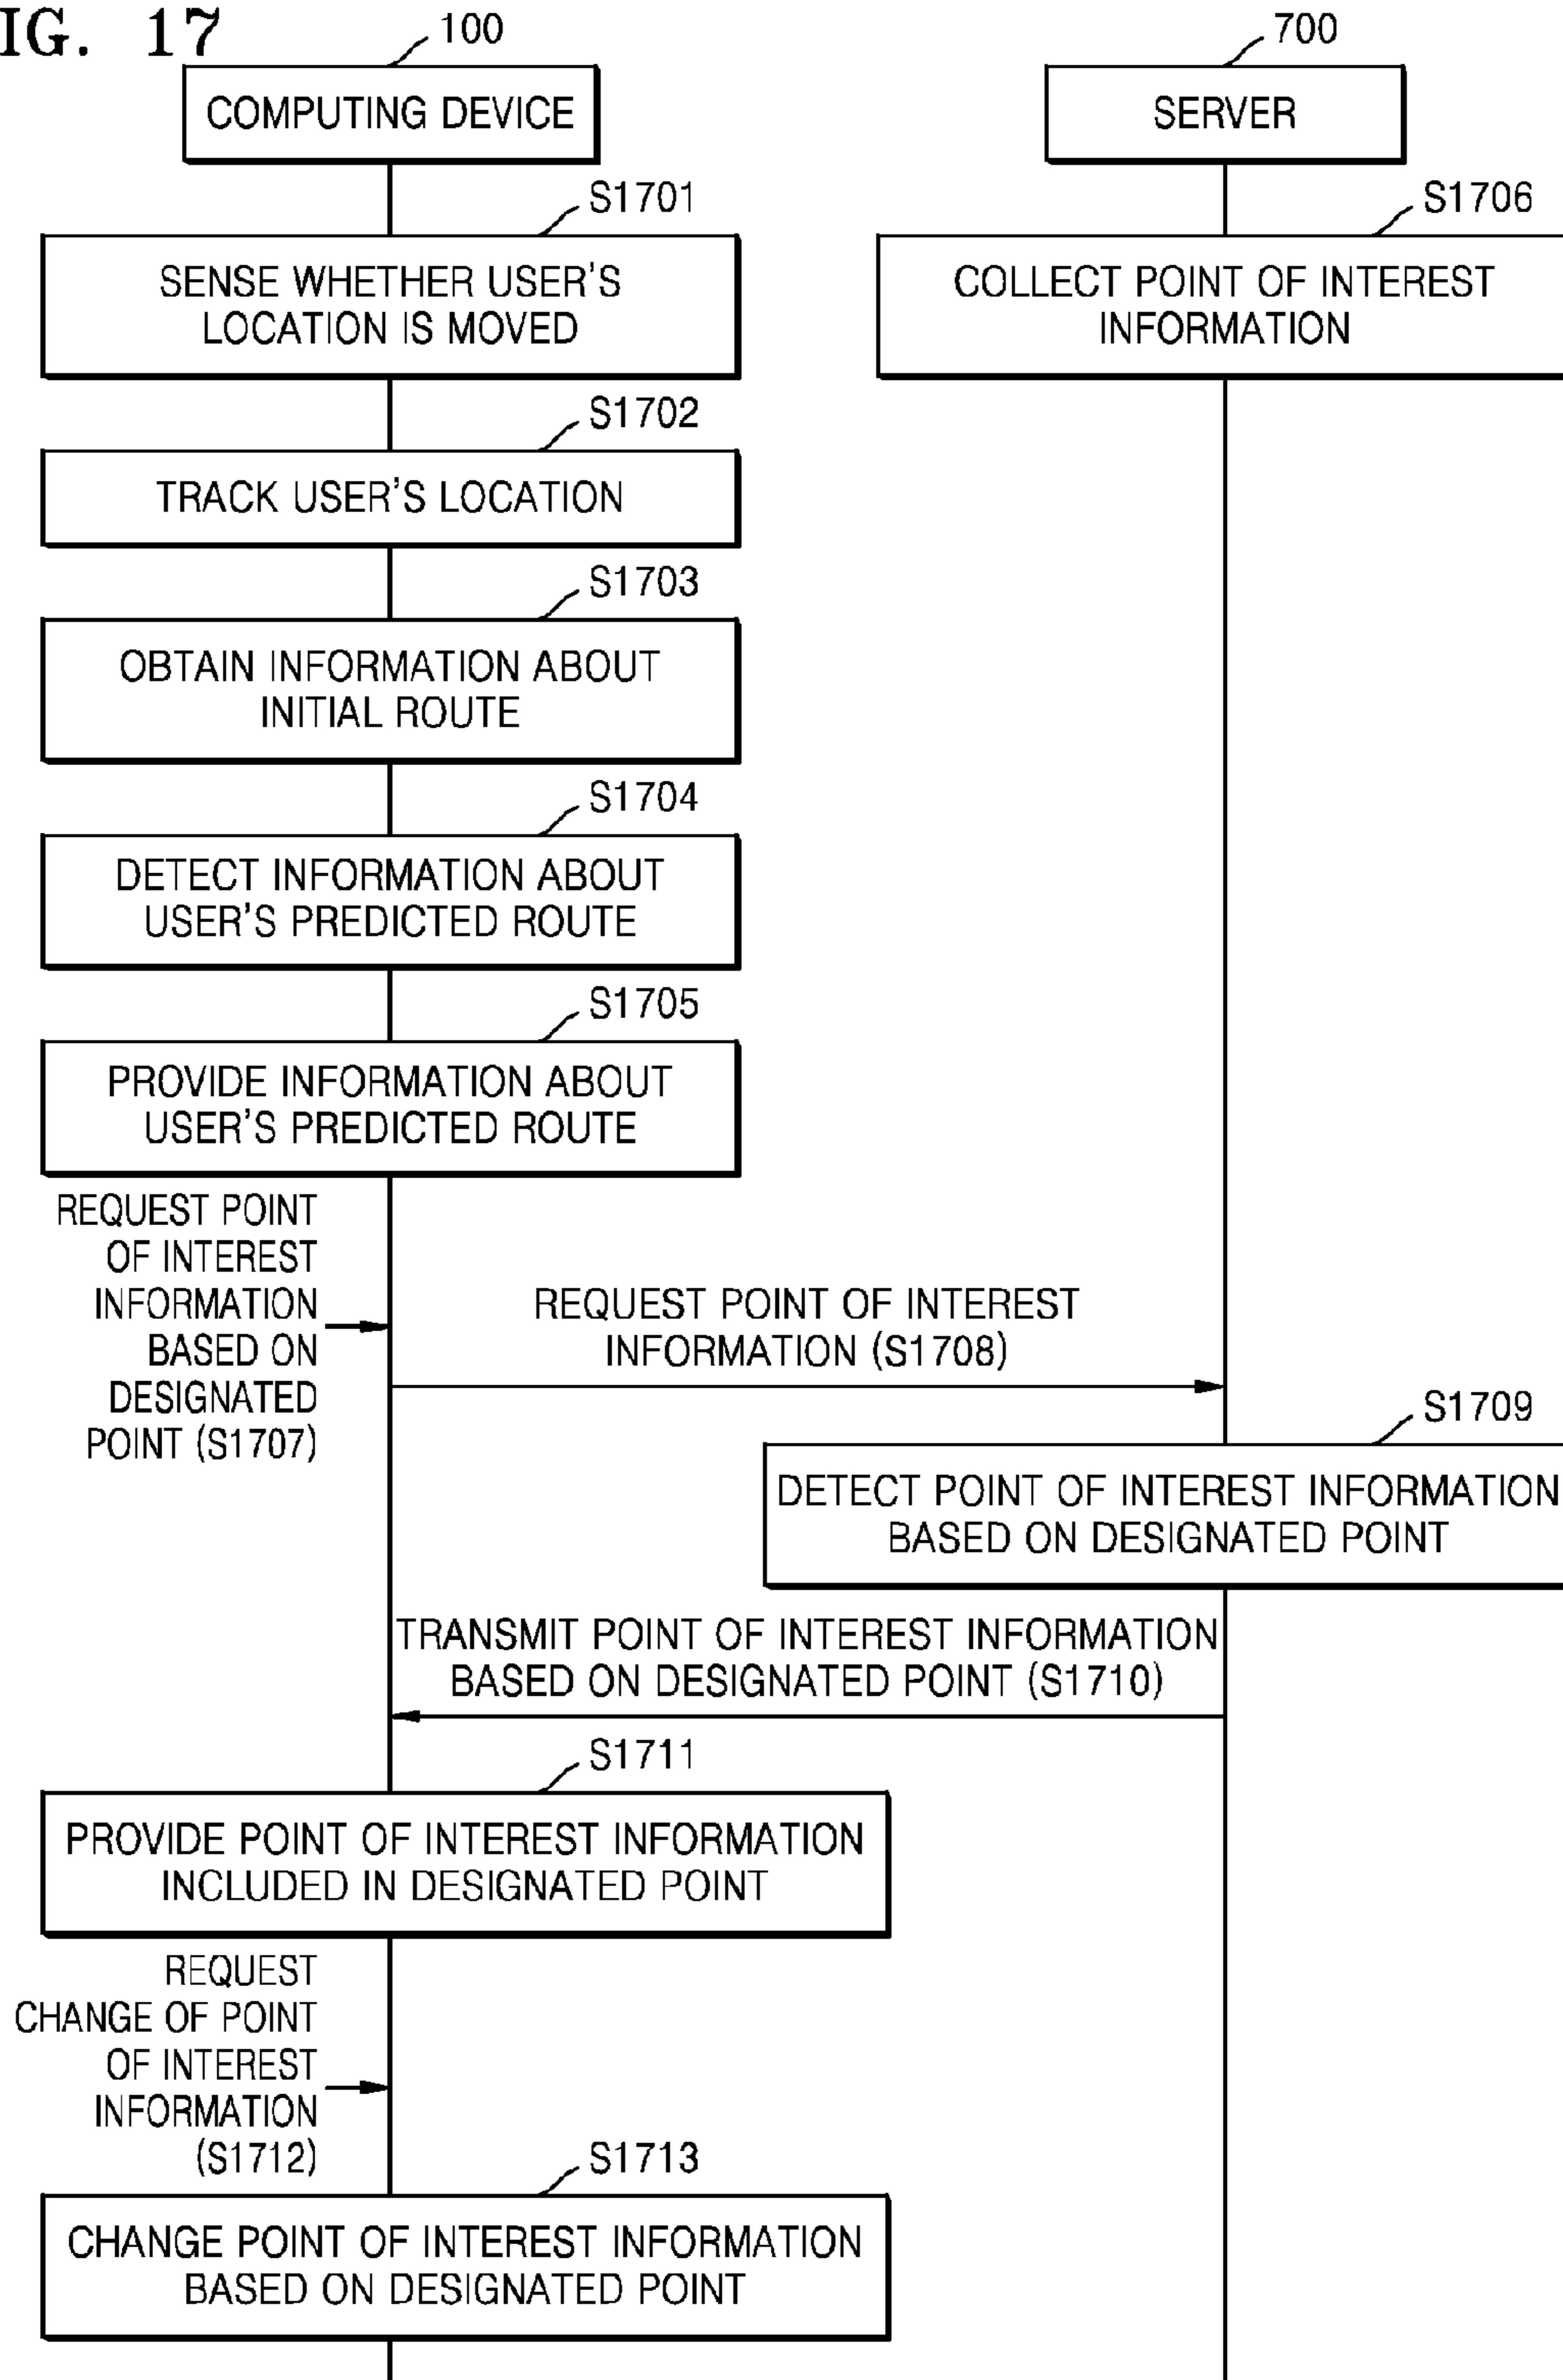 IG. 17
100
700
COMPUTING DEVICE
SERVER
S1701
S1706
SENSE WHETHER USER'S
LOCATION IS MOVED
COLLECT POINT OF INTEREST
INFORMATION
S1702
TRACK USER'S LOCATION
S1703
OBTAIN INFORMATION ABOUT
INITIAL ROUTE
S1704
DETECT INFORMATION ABOUT
USER'S PREDICTED ROUTE
S1705
PROVIDE INFORMATION ABOUT
USER'S PREDICTED ROUTE
REQUEST POINT
OF INTEREST
INFORMATION
BASED ON
DESIGNATED
POINT (S1707)
REQUEST POINT OF INTEREST
INFORMATION (S1708)
S1709
DETECT POINT OF INTEREST INFORMATION
BASED ON DESIGNATED POINT
TRANSMIT POINT OF INTEREST INFORMATION
BASED ON DESIGNATED POINT (S1710)
S1711
PROVIDE POINT OF INTEREST INFORMATION
INCLUDED IN DESIGNATED POINT
REQUEST
CHANGE OF POINT
OF INTEREST
INFORMATION
(S1712)
S1713
CHANGE POINT OF INTEREST INFORMATION
BASED ON DESIGNATED POINT